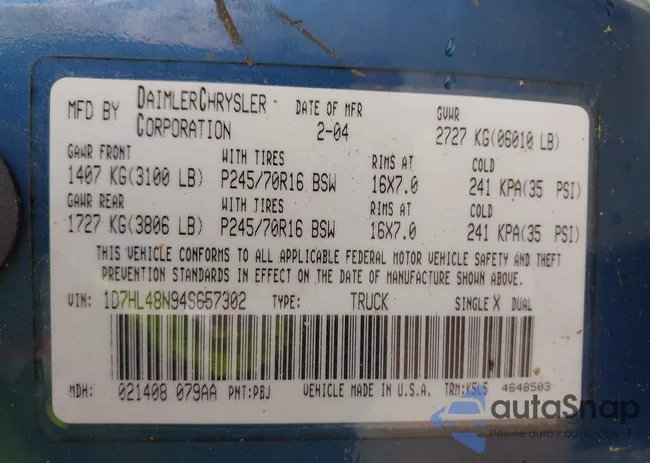 MFD BY DAIMLERCHRYSLER CORPORATION DATE OF MFR 2-04 GVWR 2727 KG(06010 LB)
GAWR FRONT WITH TIRES RIMS AT COLD
1407 KG(3100 LB) P245/70R16 BSW 16X7.0 241 KPA(35 PSI)
GAWR REAR WITH TIRES RIMS AT COLD
1727 KG(3806 LB) P245/70R16 BSW 16X7.0 241 KPA(35 PSI)
THIS VEHICLE CONFORMS TO ALL APPLICABLE FEDERAL MOTOR VEHICLE SAFETY AND THEFT
PREVENTION STANDARDS IN EFFECT ON THE DATE OF MANUFACTURE SHOWN ABOVE.
VIN: 1D7HL48N94S657302 TYPE: TRUCK SINGLE X DUAL
MDH: 021408 079AA PNT:PBJ VEHICLE MADE IN U.S.A. TRM:K5L5 4648503
autoSnap
Pewne auto z